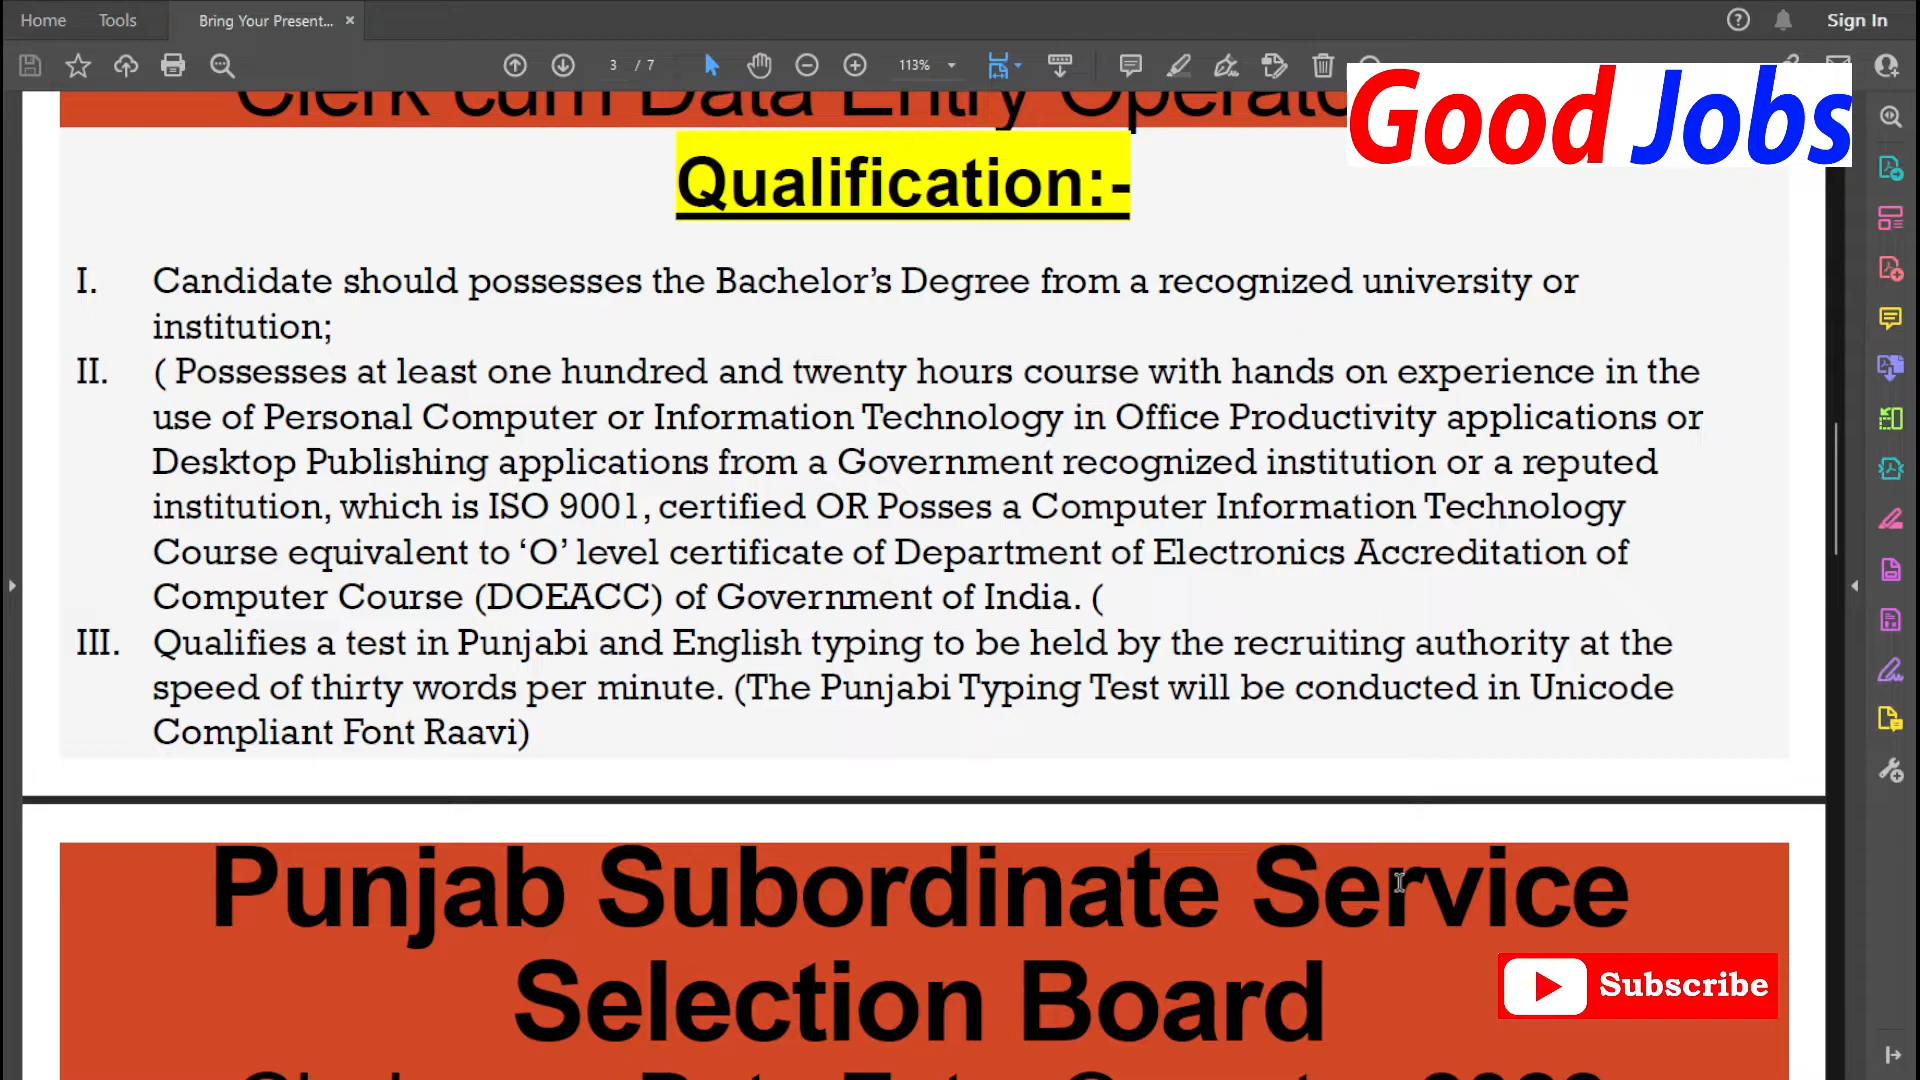 Home Tools Bring Your Present... × Sign In
3 / 7 113%
Clerk cum Data Entry Operato
Good Jobs
Qualification:-
I. Candidate should possesses the Bachelor’s Degree from a recognized university or
institution;
II. ( Possesses at least one hundred and twenty hours course with hands on experience in the
use of Personal Computer or Information Technology in Office Productivity applications or
Desktop Publishing applications from a Government recognized institution or a reputed
institution, which is ISO 9001, certified OR Posses a Computer Information Technology
Course equivalent to ‘O’ level certificate of Department of Electronics Accreditation of
Computer Course (DOEACC) of Government of India. (
III. Qualifies a test in Punjabi and English typing to be held by the recruiting authority at the
speed of thirty words per minute. (The Punjabi Typing Test will be conducted in Unicode
Compliant Font Raavi)
Punjab Subordinate Service
Selection Board
Subscribe